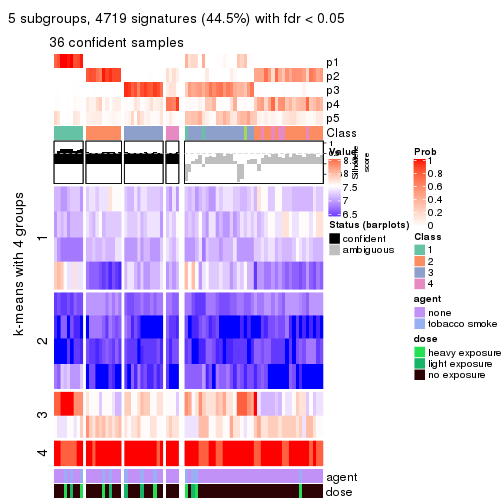 5 subgroups, 4719 signatures (44.5%) with fdr < 0.05
36 confident samples
p1
p2
p3
p4
p5
Class
1
Silhouette
score
k-means with 4 groups
1
2
3
4
agent
dose
Value
8.5
8
7.5
7
6.5
Status (barplots)
confident
ambiguous
Prob
1
0.8
0.6
0.4
0.2
0
Class
1
2
3
4
agent
none
tobacco smoke
dose
heavy exposure
light exposure
no exposure